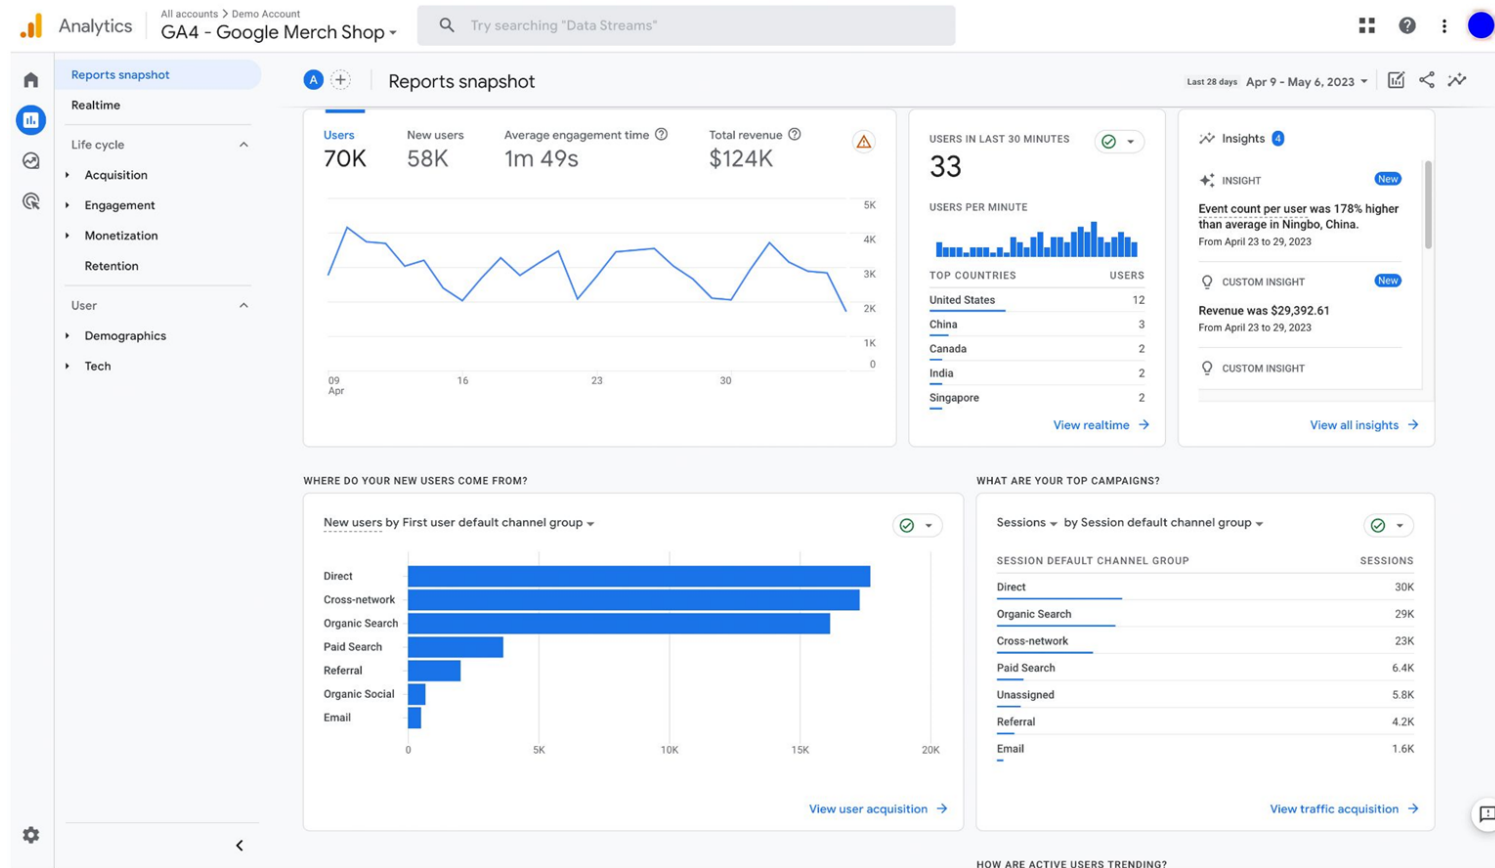 Analytics
All accounts > Demo Account
GA4 - Google Merch Shop
Try searching "Data Streams"
Reports snapshot
Realtime
Life cycle
Acquisition
Engagement
Monetization
Retention
User
Demographics
Tech
A
Reports snapshot
Last 28 days Apr 9 - May 6, 2023
Users
70K
New users
58K
Average engagement time
1m 49s
Total revenue
$124K
5K
4K
3K
2K
1K
0
09
Apr
16
23
30
USERS IN LAST 30 MINUTES
33
USERS PER MINUTE
TOP COUNTRIES USERS
United States 12
China 3
Canada 2
India 2
Singapore 2
View realtime
Insights 4
INSIGHT New
Event count per user was 178% higher
than average in Ningbo, China.
From April 23 to 29, 2023
CUSTOM INSIGHT New
Revenue was $29,392.61
From April 23 to 29, 2023
CUSTOM INSIGHT
View all insights
WHERE DO YOUR NEW USERS COME FROM?
New users by First user default channel group
Direct
Cross-network
Organic Search
Paid Search
Referral
Organic Social
Email
0 5K 10K 15K 20K
View user acquisition
WHAT ARE YOUR TOP CAMPAIGNS?
Sessions by Session default channel group
SESSION DEFAULT CHANNEL GROUP SESSIONS
Direct 30K
Organic Search 29K
Cross-network 23K
Paid Search 6.4K
Unassigned 5.8K
Referral 4.2K
Email 1.6K
View traffic acquisition
HOW ARE ACTIVE USERS TRENDING?